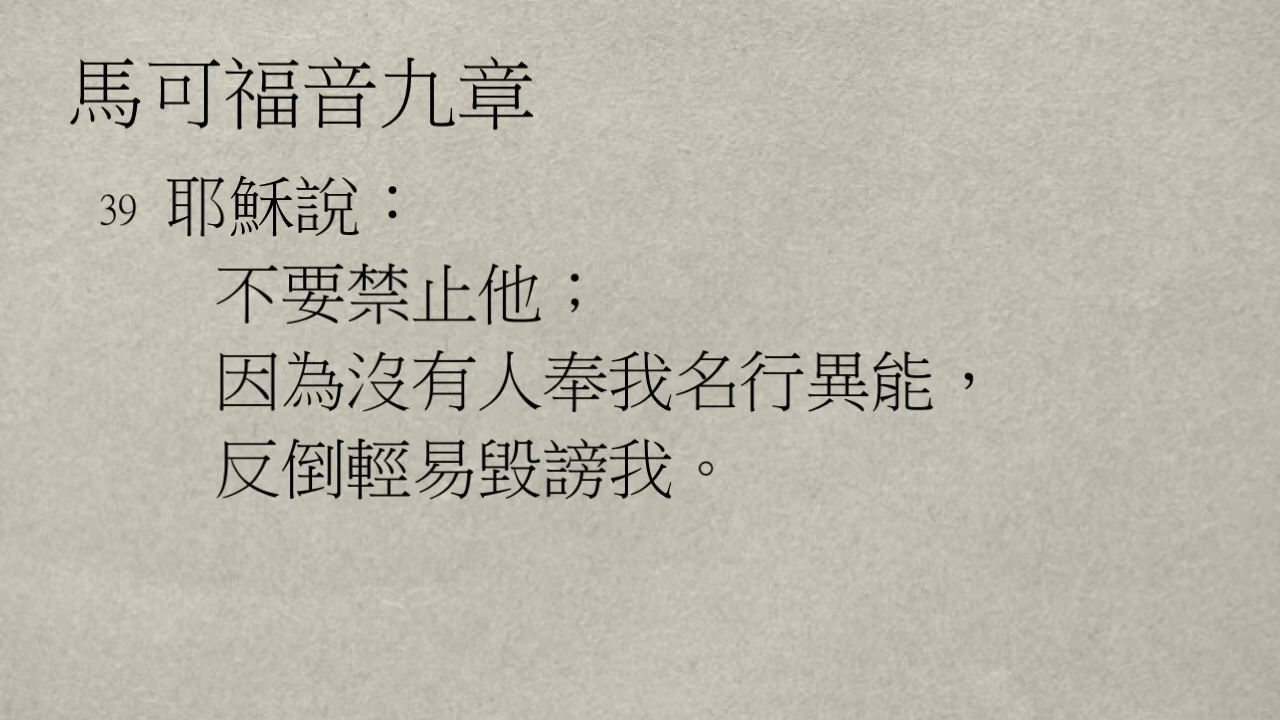 馬可福音九章
39 耶穌說：
不要禁止他；
因為沒有人奉我名行異能，
反倒輕易毀謗我。